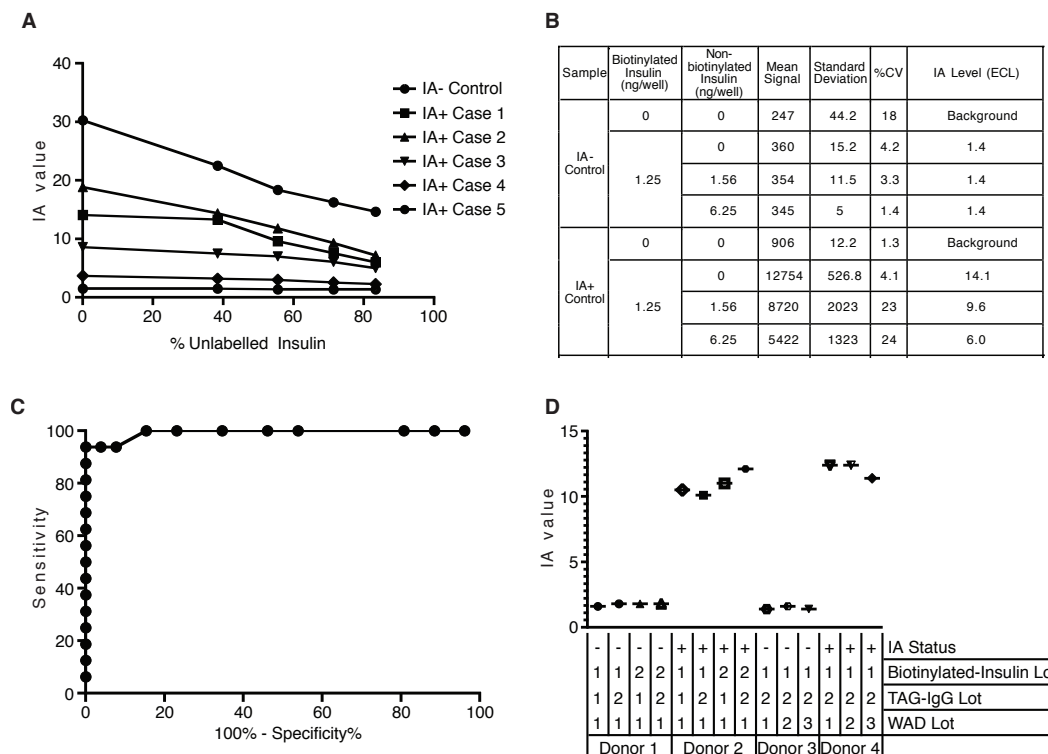 A
IA value
40
30
20
10
0
0 20 40 60 80 100
% Unlabelled Insulin
IA- Control
IA+ Case 1
IA+ Case 2
IA+ Case 3
IA+ Case 4
IA+ Case 5
B
Sample Biotinylated Insulin (ng/well) Non-biotinylated Insulin (ng/well) Mean Signal Standard Deviation %CV IA Level (ECL)
IA- Control 0 0 247 44.2 18 Background
1.25 0 360 15.2 4.2 1.4
1.56 354 11.5 3.3 1.4
6.25 345 5 1.4 1.4
IA+ Control 0 0 906 12.2 1.3 Background
1.25 0 12754 526.8 4.1 14.1
1.56 8720 2023 23 9.6
6.25 5422 1323 24 6.0
C
Sensitivity
100
80
60
40
20
0
0 20 40 60 80 100
100% - Specificity%
D
IA value
15
10
5
0
- - - - + + + + - - - + + + IA Status
1 1 2 2 1 1 2 2 1 1 1 1 1 1 Biotinylated-Insulin Lo
1 2 1 2 1 2 1 2 2 2 2 2 2 2 TAG-IgG Lot
1 1 1 1 1 1 1 1 1 2 3 1 2 3 WAD Lot
Donor 1 Donor 2 Donor 3 Donor 4